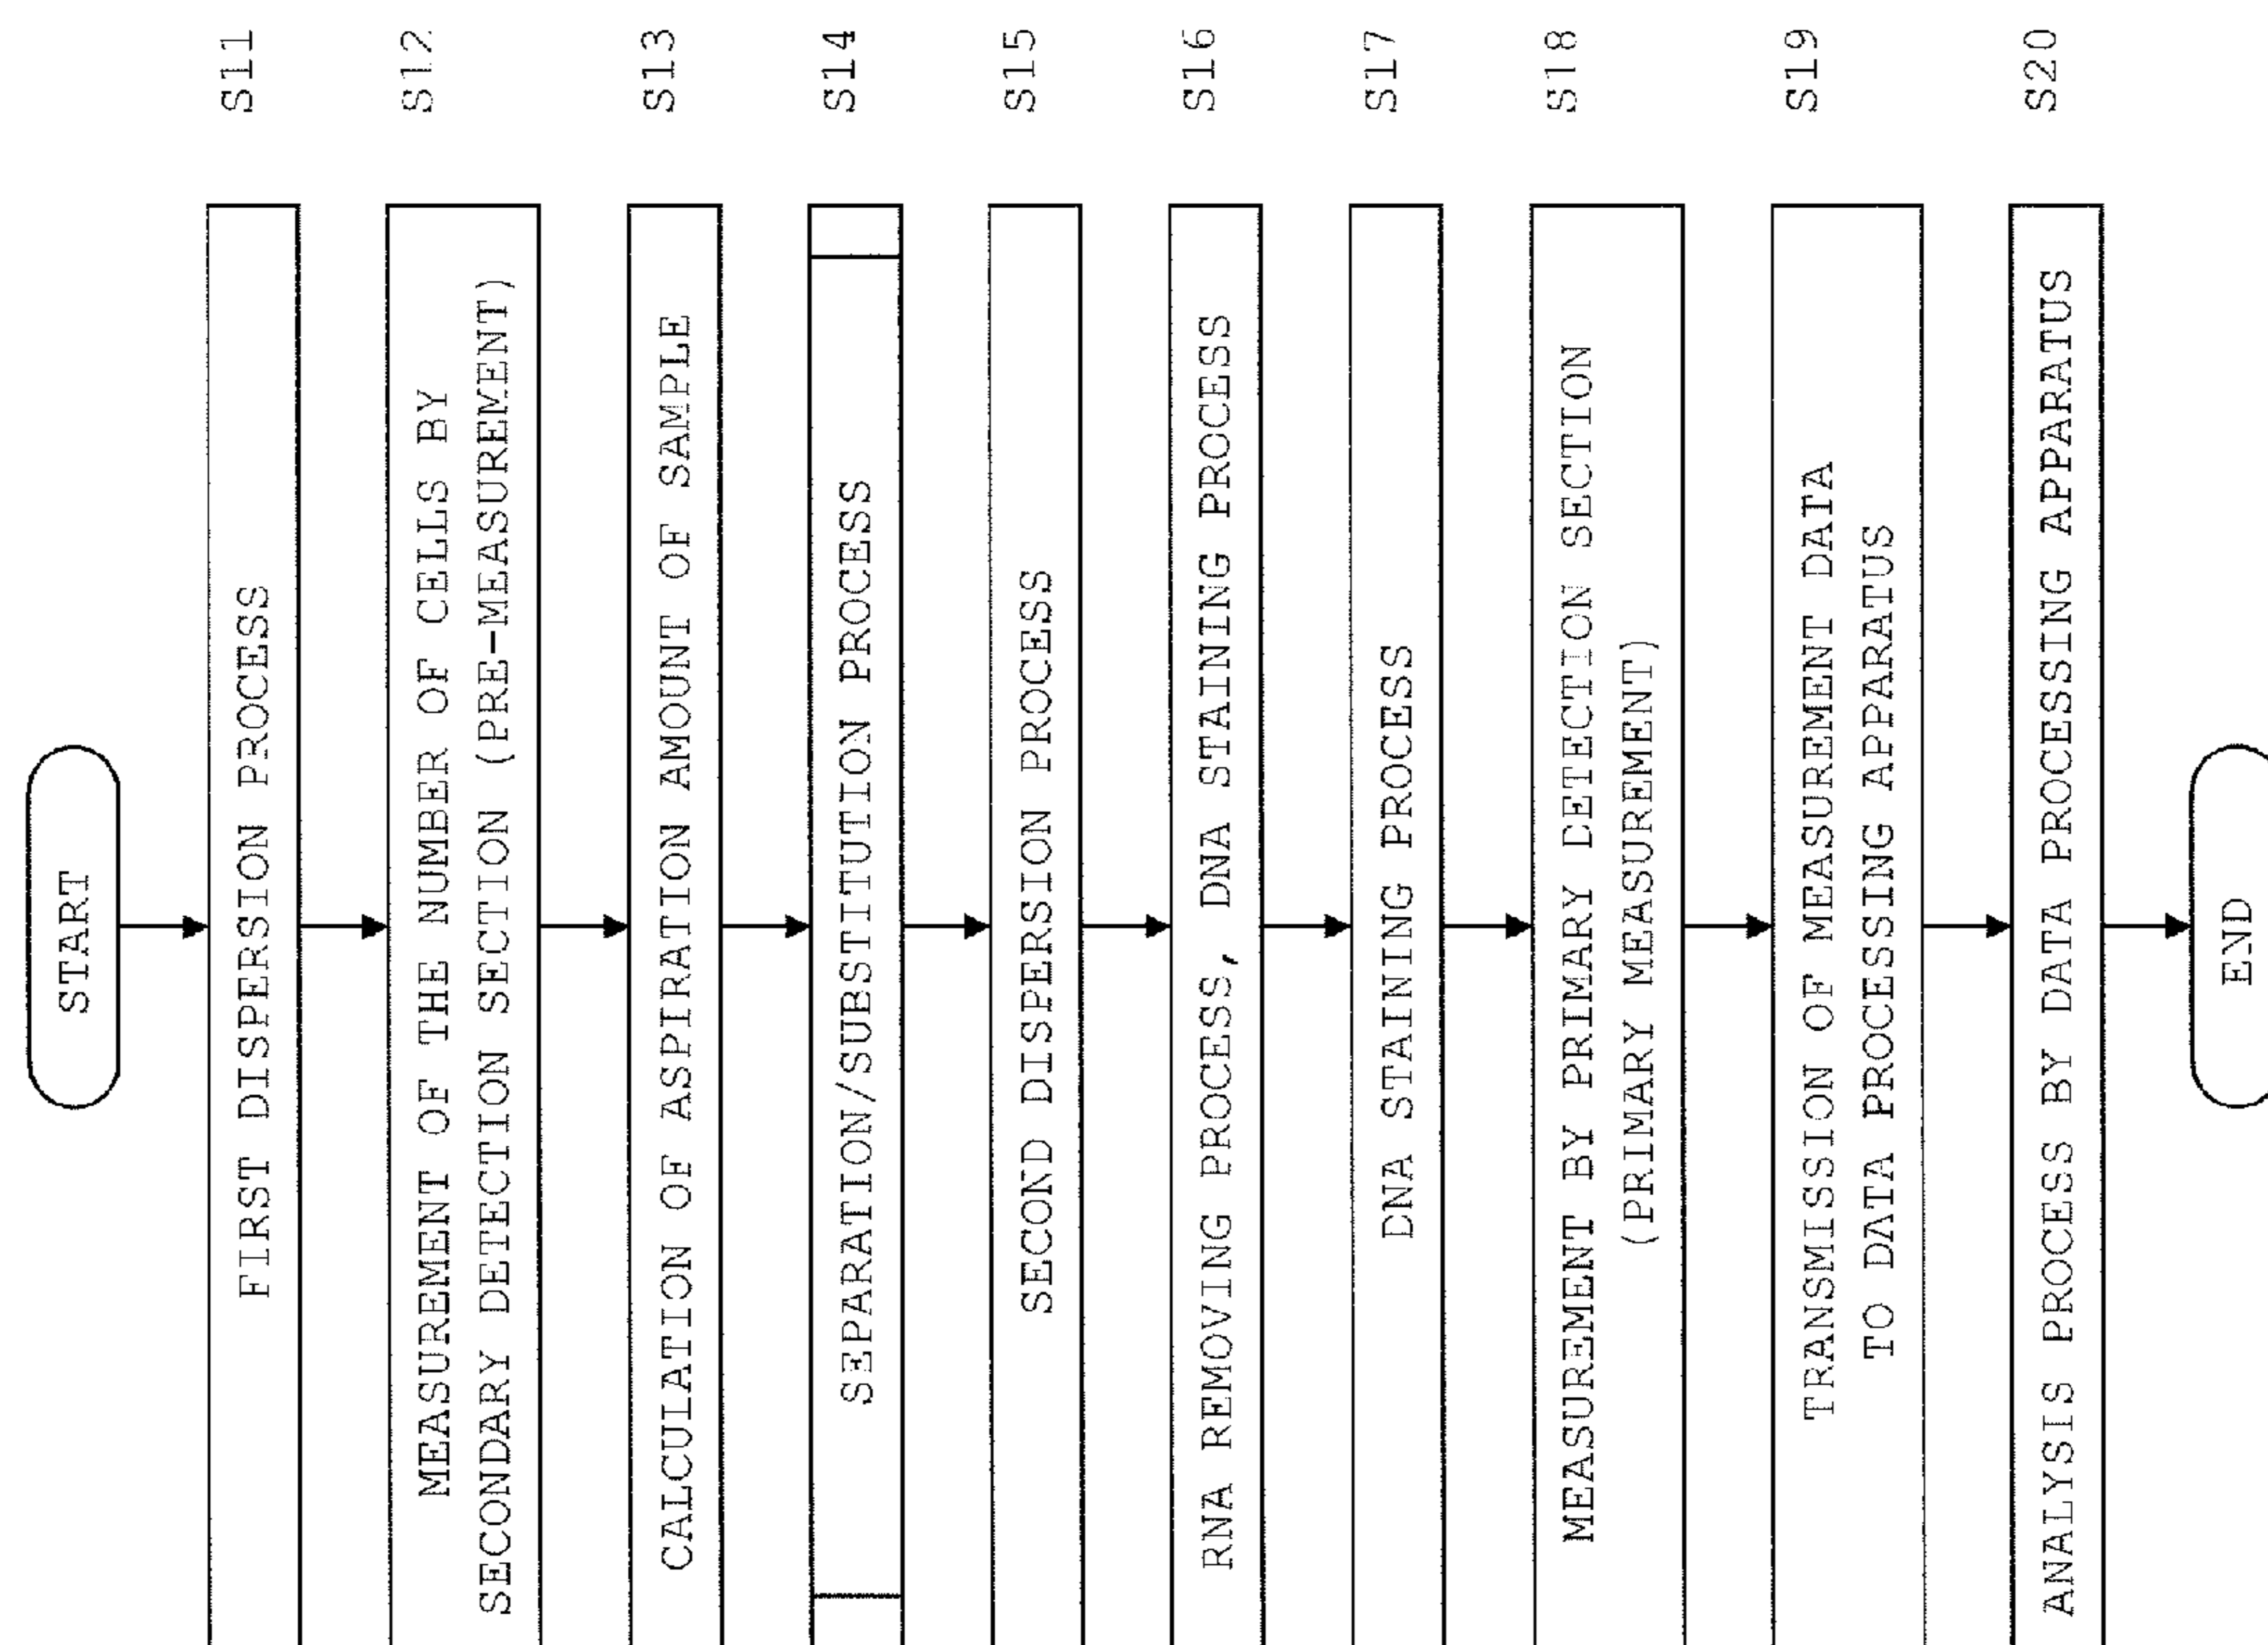 START
FIRST DISPERSION PROCESS
S11
MEASUREMENT OF THE NUMBER OF CELLS BY
SECONDARY DETECTION SECTION (PRE-MEASUREMENT)
S12
CALCULATION OF ASPIRATION AMOUNT OF SAMPLE
S13
SEPARATION/SUBSTITUTION PROCESS
S14
SECOND DISPERSION PROCESS
S15
RNA REMOVING PROCESS, DNA STAINING PROCESS
S16
DNA STAINING PROCESS
S17
MEASUREMENT BY PRIMARY DETECTION SECTION
(PRIMARY MEASUREMENT)
S18
TRANSMISSION OF MEASUREMENT DATA
TO DATA PROCESSING APPARATUS
S19
ANALYSIS PROCESS BY DATA PROCESSING APPARATUS
S20
END